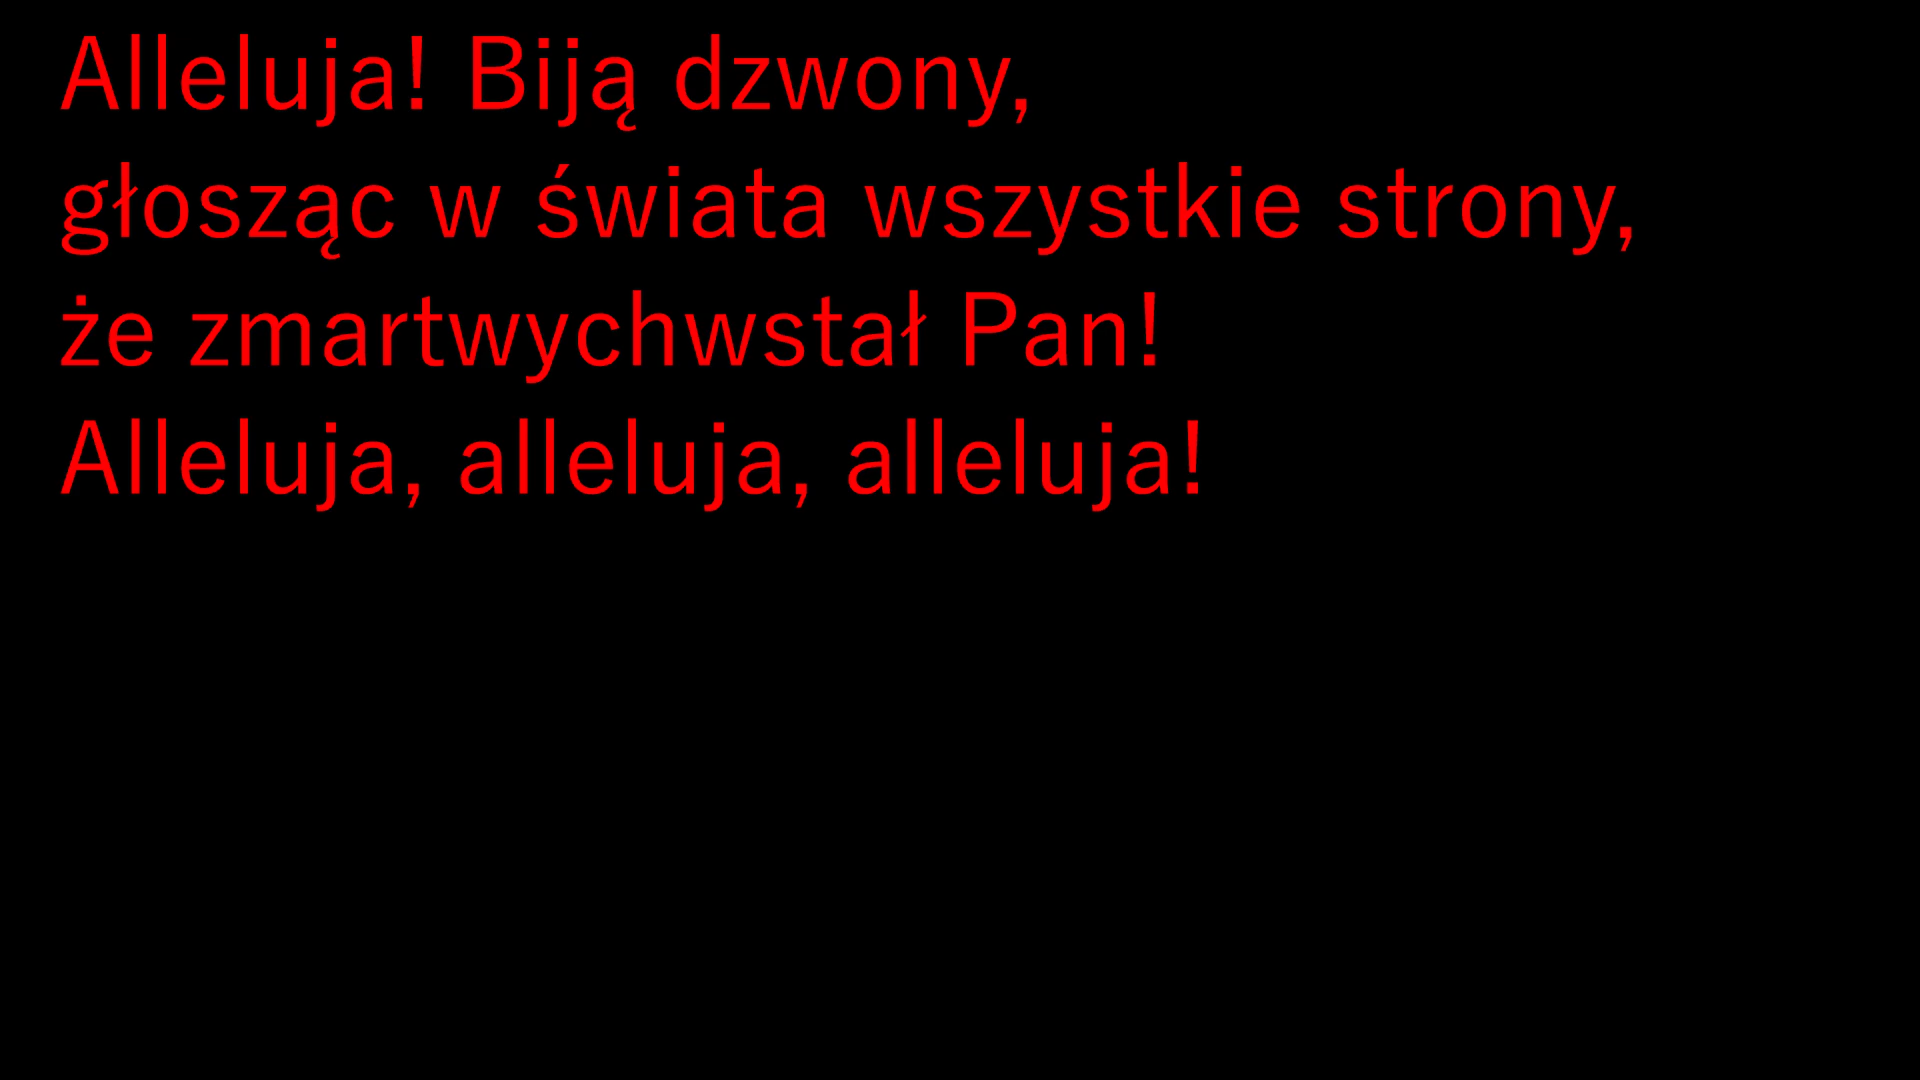 Alleluja! Biją dzwony,
głosząc w świata wszystkie strony,
że zmartwychwstał Pan!
Alleluja, alleluja, alleluja!